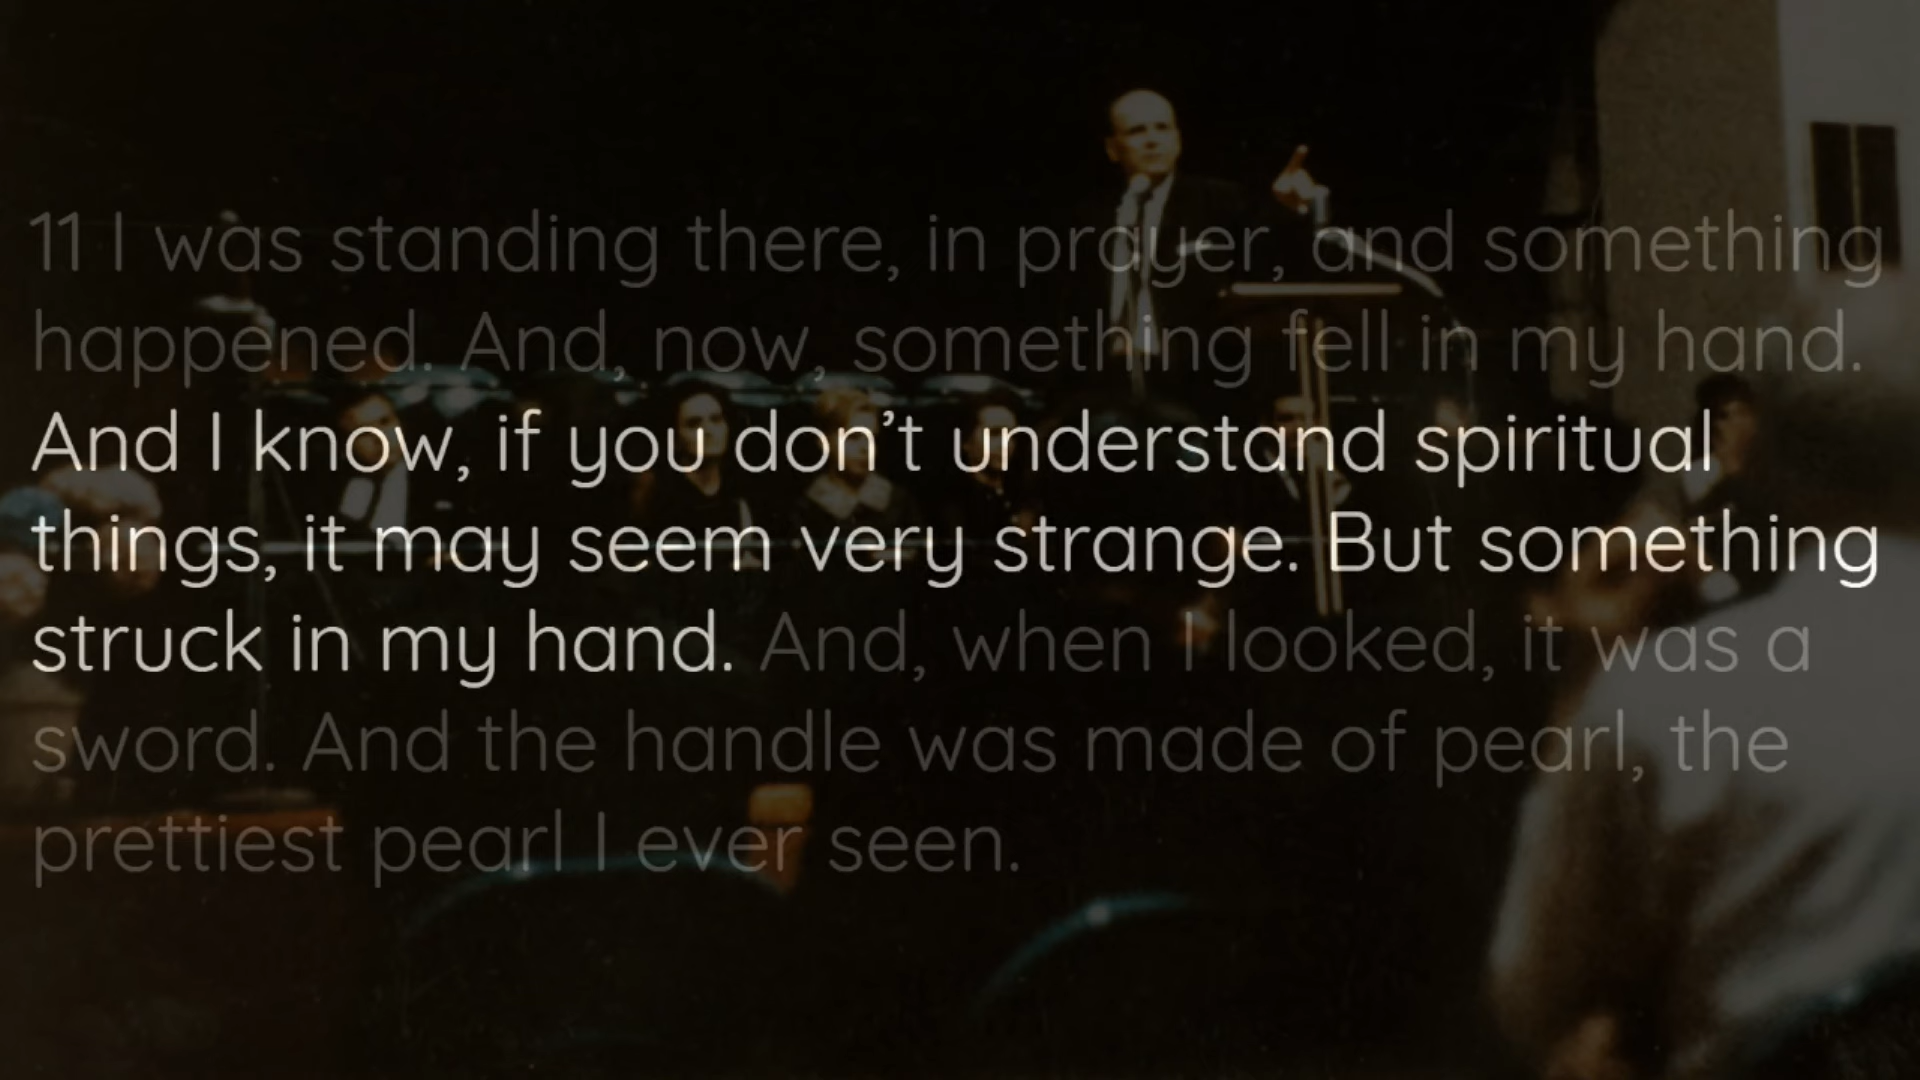 11 I was standing there, in prayer, and something
happened. And, now, something fell in my hand.
And I know, if you don’t understand spiritual
things, it may seem very strange. But something
struck in my hand. And, when I looked, it was a
sword. And the handle was made of pearl, the
prettiest pearl I ever seen.